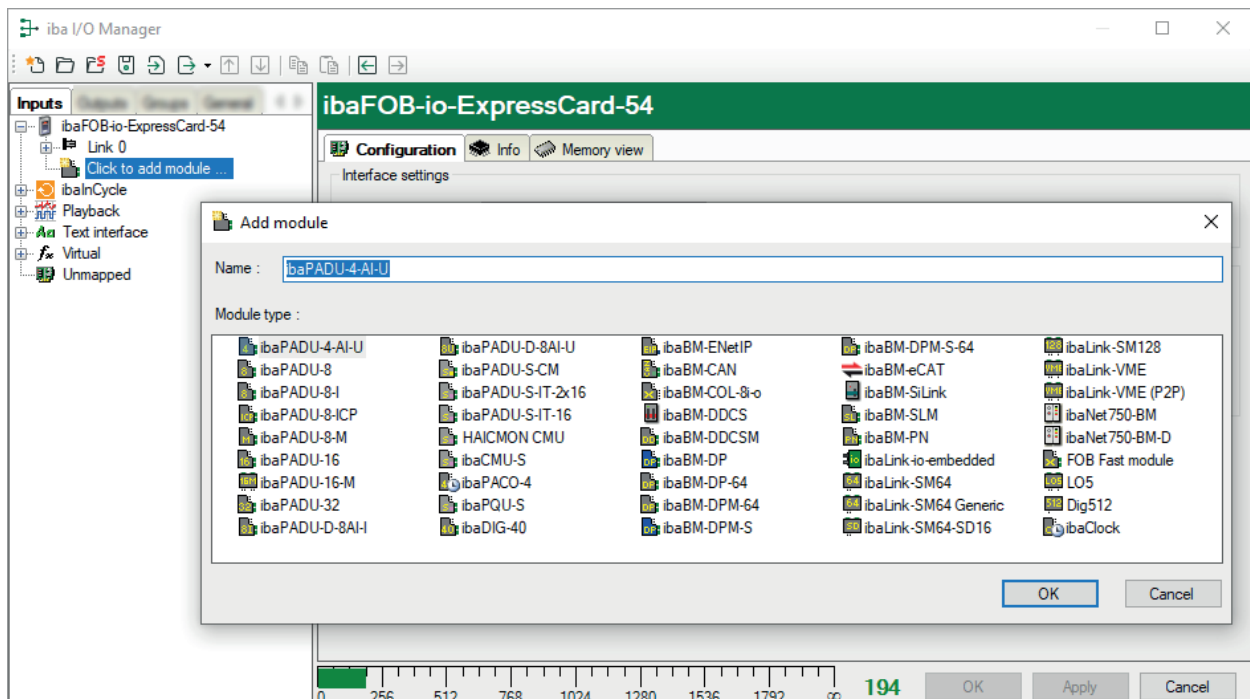 iba I/O Manager
Inputs
ibaFOB-io-ExpressCard-54
Link 0
Click to add module ...
ibaInCycle
Playback
Text interface
Virtual
Unmapped
ibaFOB-io-ExpressCard-54
Configuration Info Memory view
Interface settings
Add module
Name : ibaPADU-4-AI-U
Module type :
ibaPADU-4-AI-U
ibaPADU-8
ibaPADU-8-I
ibaPADU-8-ICP
ibaPADU-8-M
ibaPADU-16
ibaPADU-16-M
ibaPADU-32
ibaPADU-D-8AI-I
ibaPADU-D-8AI-U
ibaPADU-S-CM
ibaPADU-S-IT-2x16
ibaPADU-S-IT-16
HAICMON CMU
ibaCMU-S
ibaPACO-4
ibaPQU-S
ibaDIG-40
ibaBM-ENetIP
ibaBM-CAN
ibaBM-COL-8i-o
ibaBM-DDCS
ibaBM-DDCSM
ibaBM-DP
ibaBM-DP-64
ibaBM-DPM-64
ibaBM-DPM-S
ibaBM-DPM-S-64
ibaBM-eCAT
ibaBM-SiLink
ibaBM-SLM
ibaBM-PN
ibaLink-io-embedded
ibaLink-SM64
ibaLink-SM64 Generic
ibaLink-SM64-SD16
ibaLink-SM128
ibaLink-VME
ibaLink-VME (P2P)
ibaNet750-BM
ibaNet750-BM-D
FOB Fast module
LO5
Dig512
ibaClock
OK Cancel
0 256 512 768 1024 1280 1536 1792 ∞ 194 OK Apply Cancel